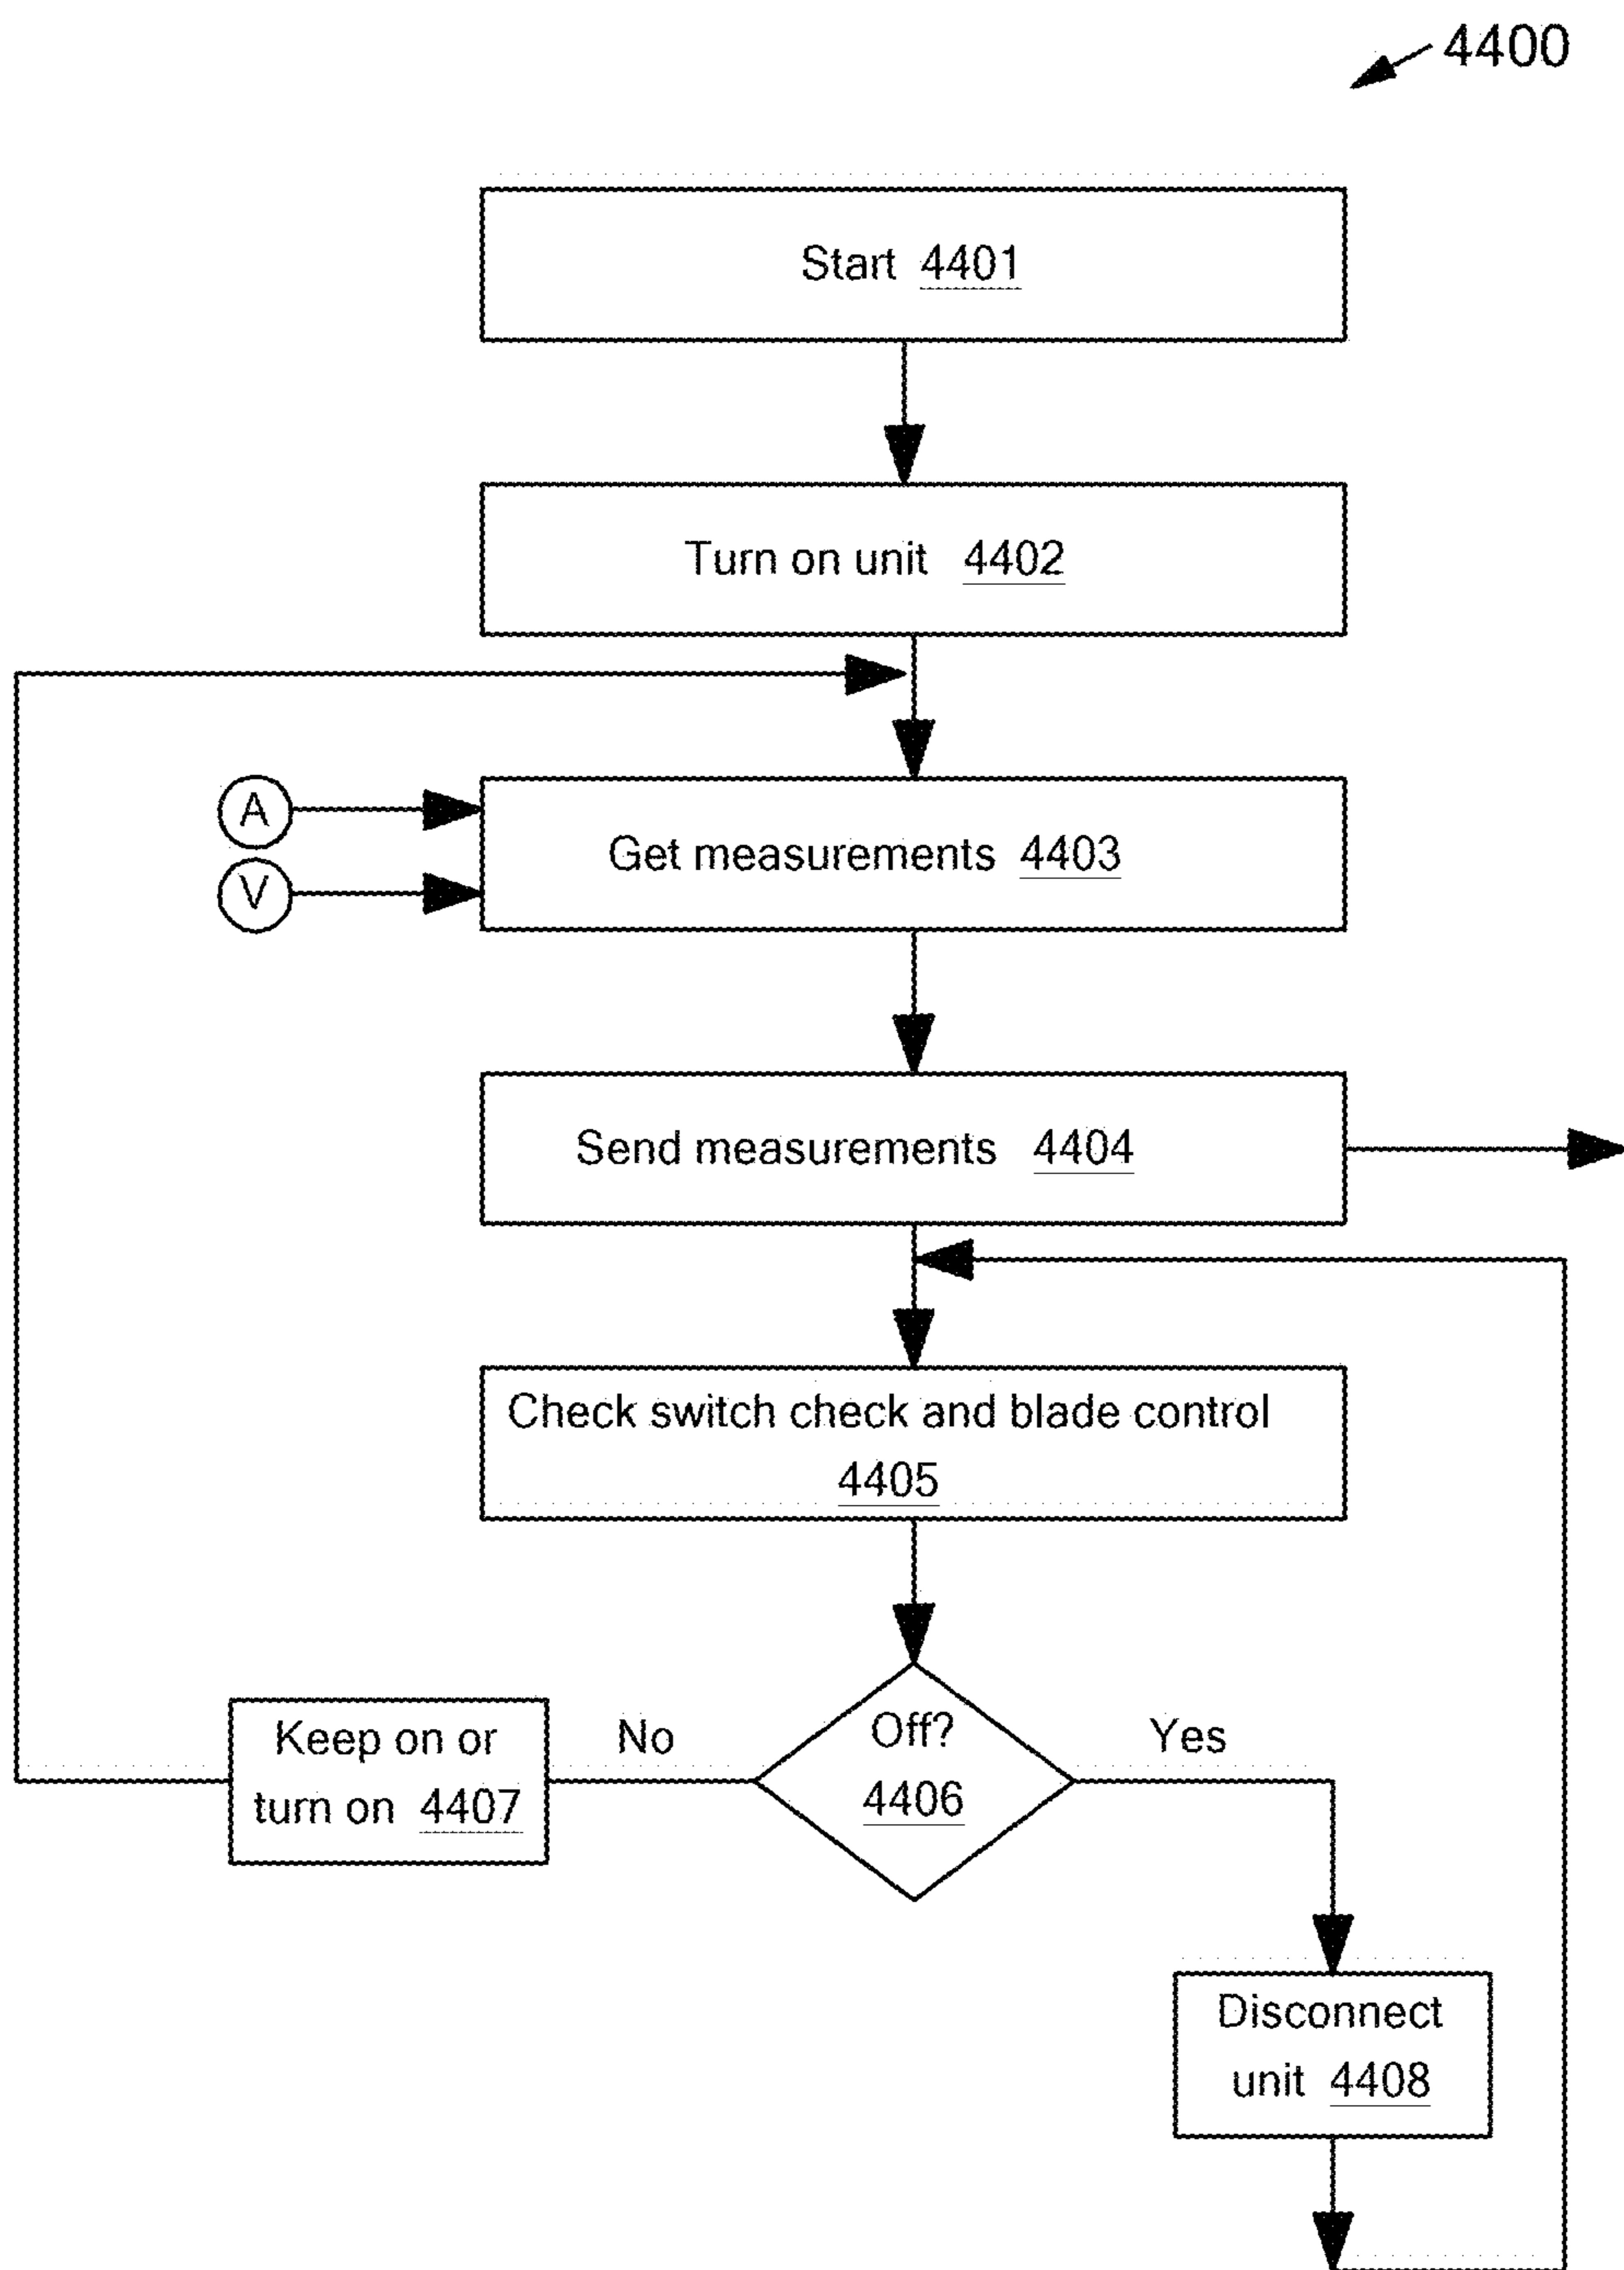 4400
Start 4401
Turn on unit 4402
A
Get measurements 4403
V
Send measurements 4404
Check switch check and blade control
4405
Off?
4406
No
Yes
Keep on or
turn on 4407
Disconnect
unit 4408